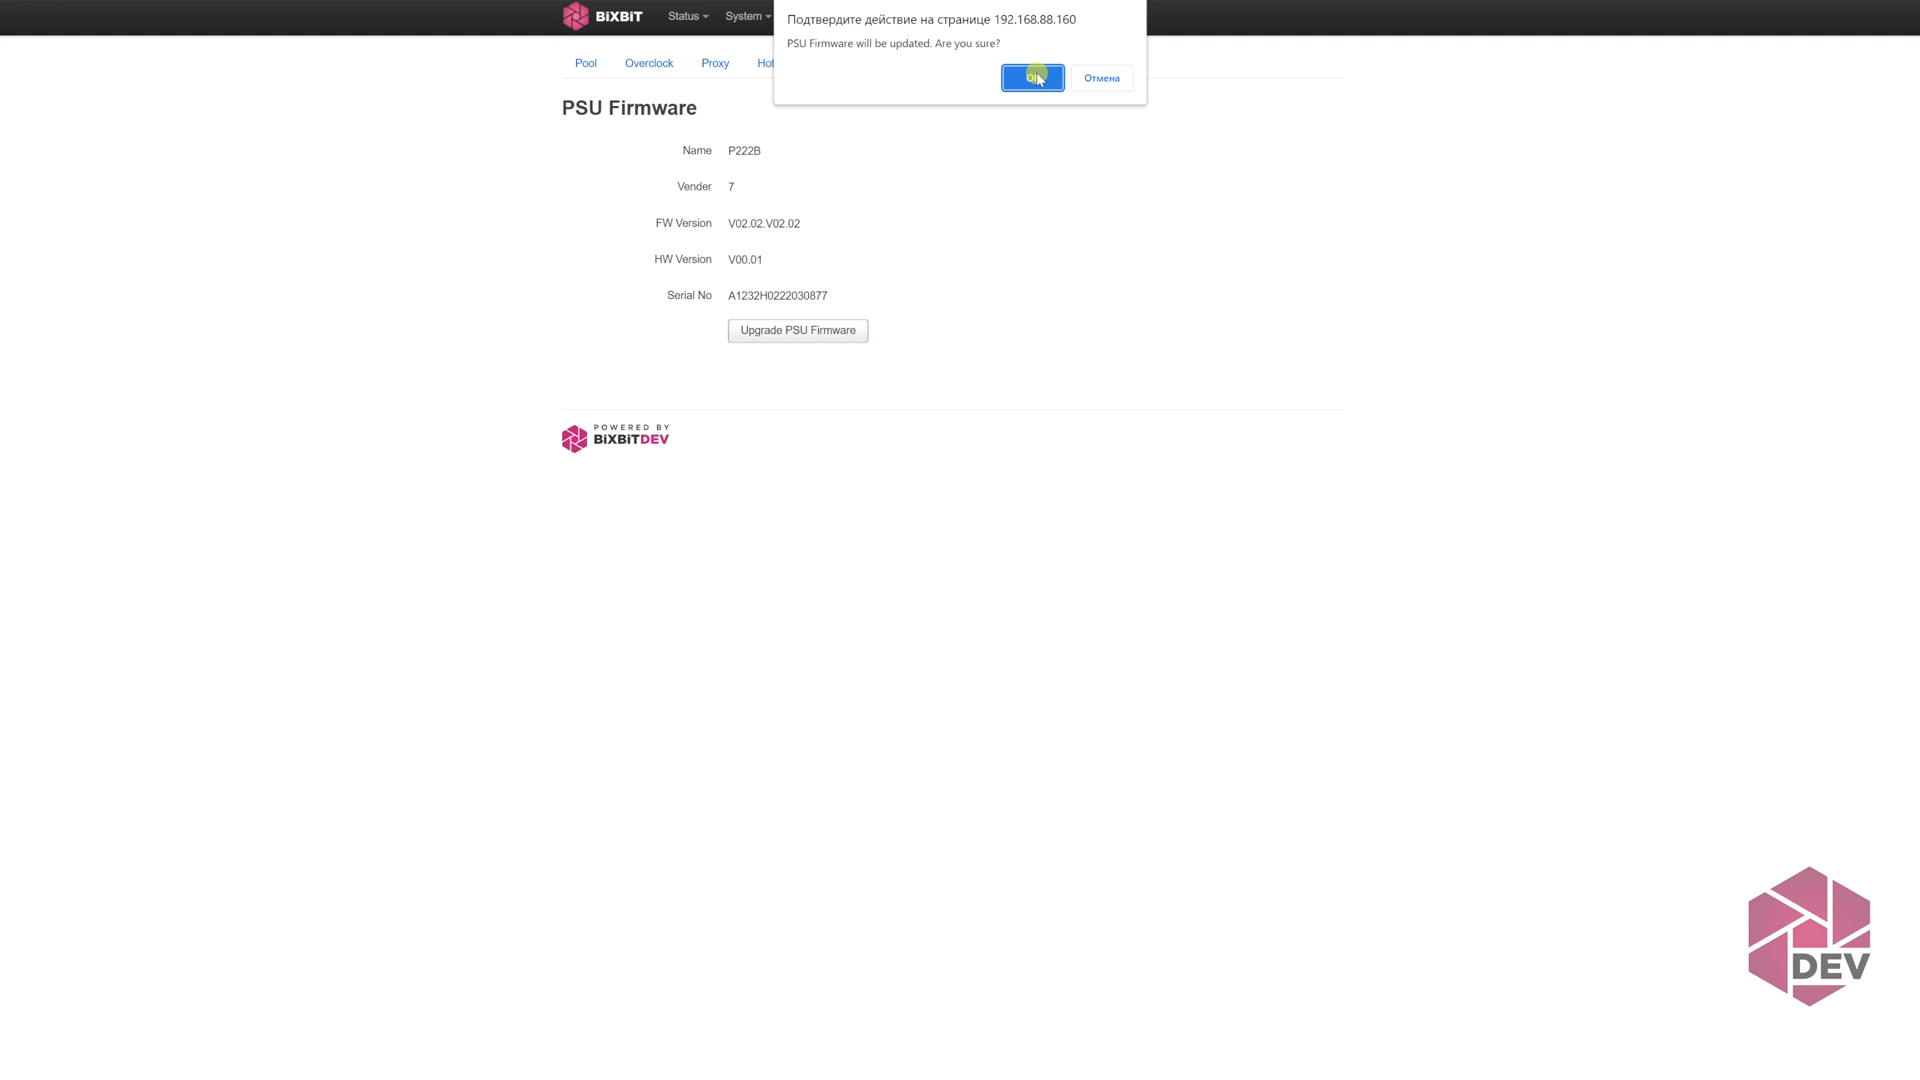 BiXBiT
Status
System
Подтвердите действие на странице 192.168.88.160
PSU Firmware will be updated. Are you sure?
Отмена
Pool
Overclock
Proxy
PSU Firmware
Name P222B
Vender 7
FW Version V02.02.V02.02
HW Version V00.01
Serial No A1232H0222030877
Upgrade PSU Firmware
POWERED BY
BiXBiTDEV
DEV